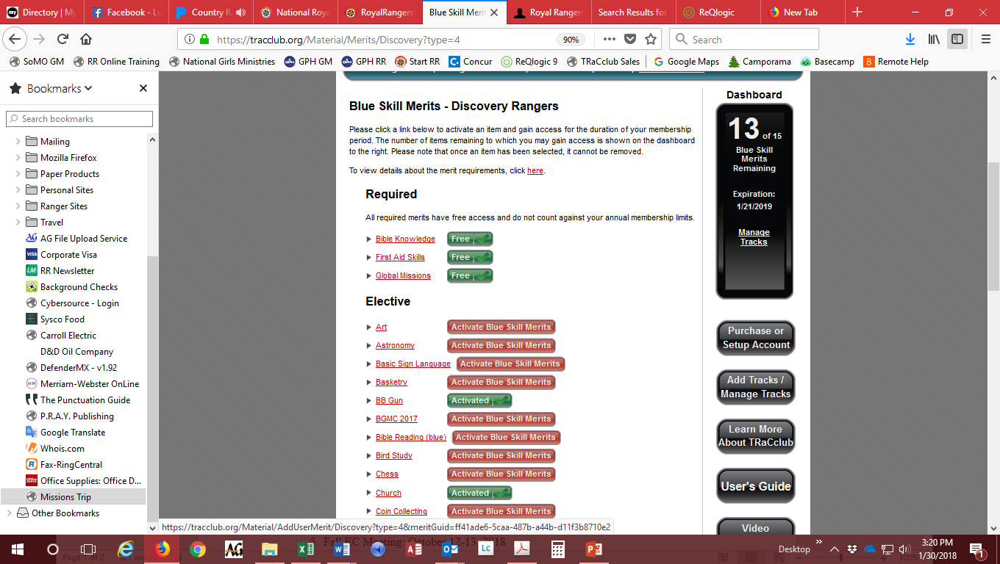 Directory | My
Facebook - Lo
Country R
National Roya
RoyalRangers
Blue Skill Merit
Royal Rangers
Search Results for
ReQlogic
New Tab
https://tracclub.org/Material/Merits/Discovery?type=4
90%
Search
SoMO GM
RR Online Training
National Girls Ministries
GPH GM
GPH RR
Start RR
Concur
ReQlogic 9
TRaCclub Sales
Google Maps
Camporama
Basecamp
Remote Help
Bookmarks
Search bookmarks
Mailing
Mozilla Firefox
Paper Products
Personal Sites
Ranger Sites
Travel
AG File Upload Service
Corporate Visa
RR Newsletter
Background Checks
Cybersource - Login
Sysco Food
Carroll Electric
D&D Oil Company
DefenderMX - v1.92
Merriam-Webster OnLine
The Punctuation Guide
P.R.A.Y. Publishing
Google Translate
Whois.com
Fax-RingCentral
Office Supplies: Office D...
Missions Trip
Other Bookmarks
Blue Skill Merits - Discovery Rangers
Please click a link below to activate an item and gain access for the duration of your membership
period. The number of items remaining to which you may gain access is shown on the dashboard
to the right. Please note that once an item has been selected, it cannot be removed.
To view details about the merit requirements, click here.
Required
All required merits have free access and do not count against your annual membership limits.
Bible Knowledge Free
First Aid Skills Free
Global Missions Free
Elective
Art Activate Blue Skill Merits
Astronomy Activate Blue Skill Merits
Basic Sign Language Activate Blue Skill Merits
Basketry Activate Blue Skill Merits
BB Gun Activated
BGMC 2017 Activate Blue Skill Merits
Bible Reading (blue) Activate Blue Skill Merits
Bird Study Activate Blue Skill Merits
Chess Activate Blue Skill Merits
Church Activated
Coin Collecting Activate Blue Skill Merits
Dashboard
13 of 15
Blue Skill
Merits
Remaining
Expiration:
1/21/2019
Manage
Tracks
Purchase or
Setup Account
Add Tracks /
Manage Tracks
Learn More
About TRaCclub
User's Guide
Video
https://tracclub.org/Material/AddUserMerit/Discovery?type=4&meritGuid=ff41ade6-5caa-487b-a44b-d11f3b8710e2
5. Fall EC Meeting: October 12-13, 2018
Page 1 of 2
Desktop
3:20 PM
1/30/2018
1